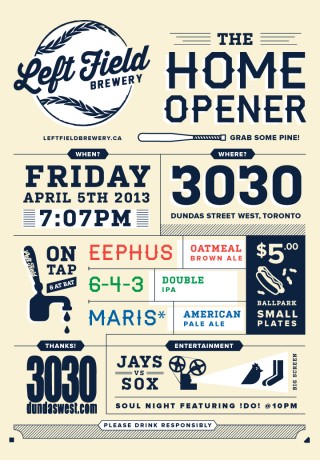 Left Field
BREWERY
LEFTFIELDBREWERY.CA
THE
HOME
OPENER
GRAB SOME PINE!
WHEN?
FRIDAY
APRIL 5TH 2013
7:07PM
WHERE?
3030
DUNDAS STREET WEST, TORONTO
ON
TAP
& AT BAT
EEPHUS
OATMEAL
BROWN ALE
6-4-3
DOUBLE
IPA
MARIS*
AMERICAN
PALE ALE
$5.00
BALLPARK
SMALL
PLATES
THANKS!
3030
dundaswest.com
ENTERTAINMENT
JAYS
VS
SOX
BIG SCREEN
SOUL NIGHT FEATURING !DO! @10PM
PLEASE DRINK RESPONSIBLY